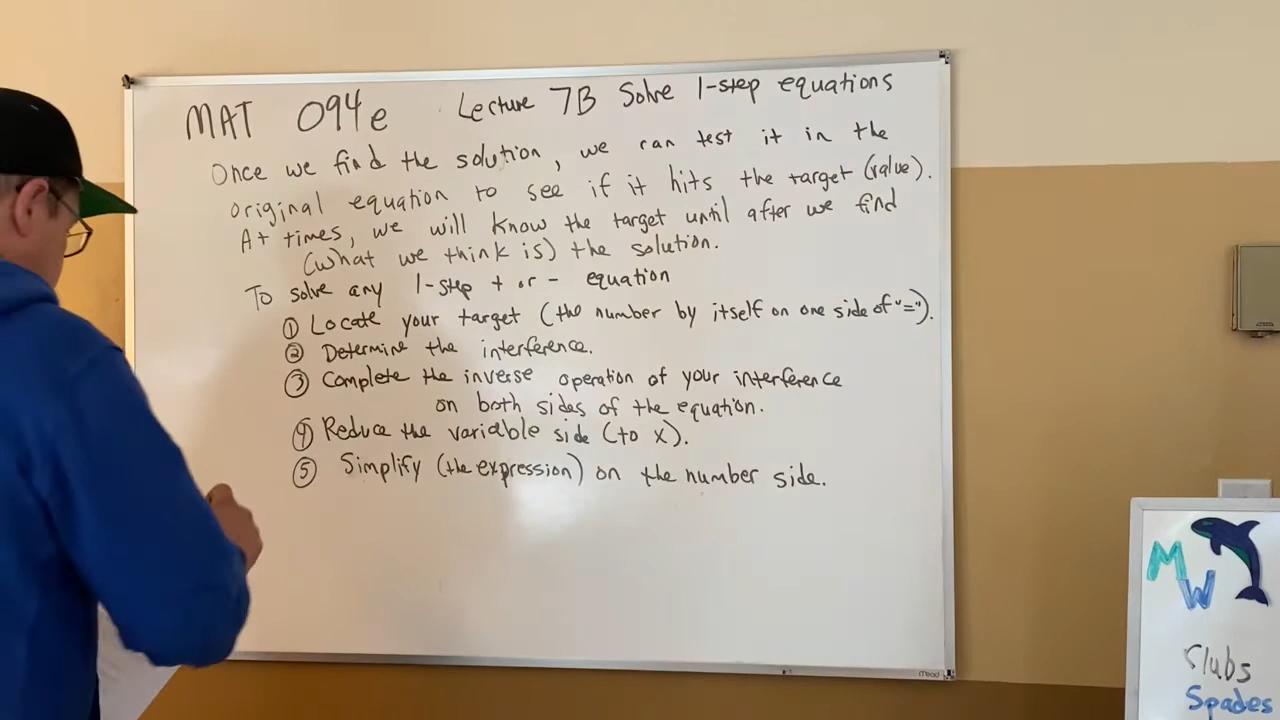 MAT 094e Lecture 7B Solve 1-step equations
Once we find the solution, we can test it in the
original equation to see if it hits the target (value).
At times, we will know the target until after we find
(what we think is) the solution.
To solve any 1-step + or - equation
① Locate your target (the number by itself on one side of "=").
② Determine the interference.
③ Complete the inverse operation of your interference
on both sides of the equation.
④ Reduce the variable side (to x).
⑤ Simplify (the expression) on the number side.
Mead
MW
Clubs
Spades